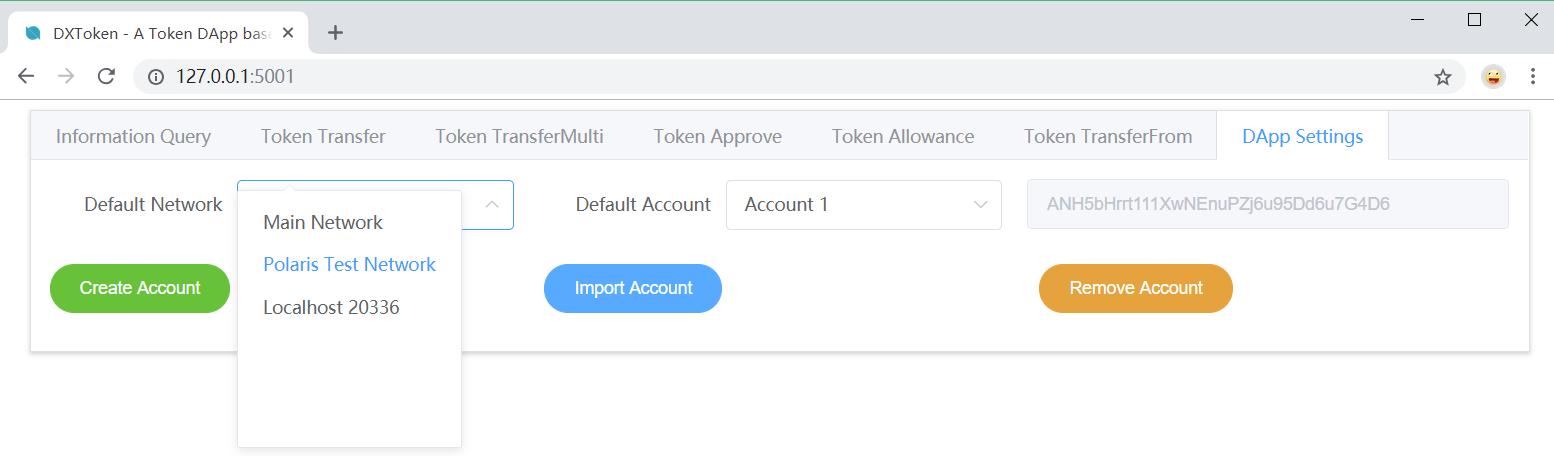 DXToken - A Token DApp base
127.0.0.1:5001
Information Query Token Transfer Token TransferMulti Token Approve Token Allowance Token TransferFrom DApp Settings
Default Network Default Account Account 1 ANH5bHrrt111XwNEnuPZj6u95Dd6u7G4D6
Main Network
Polaris Test Network
Localhost 20336
Create Account Import Account Remove Account